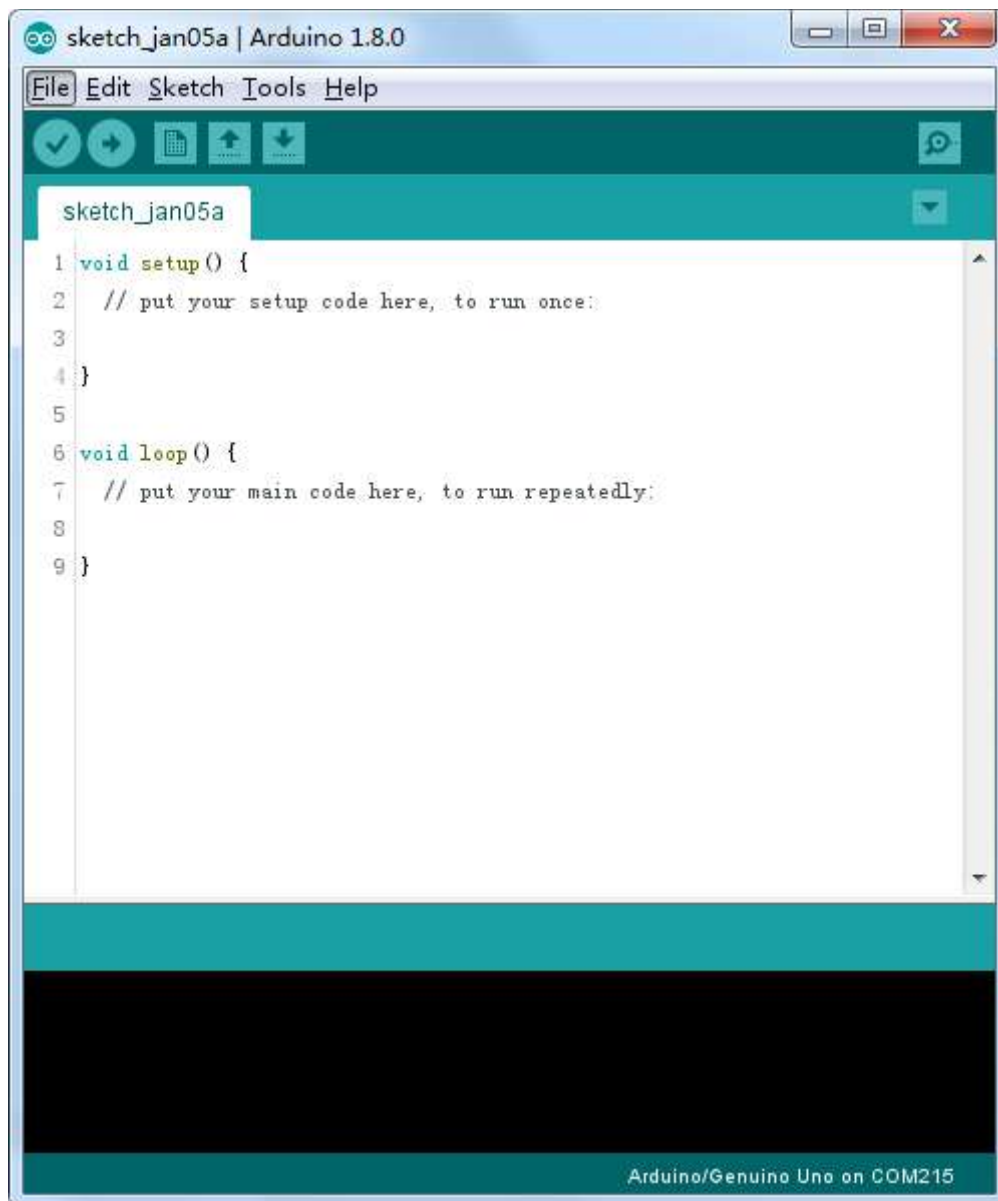 sketch_jan05a | Arduino 1.8.0
File Edit Sketch Tools Help
sketch_jan05a
1 void setup() {
2   // put your setup code here, to run once:
3
4 }
5
6 void loop() {
7   // put your main code here, to run repeatedly:
8
9 }
Arduino/Genuino Uno on COM215